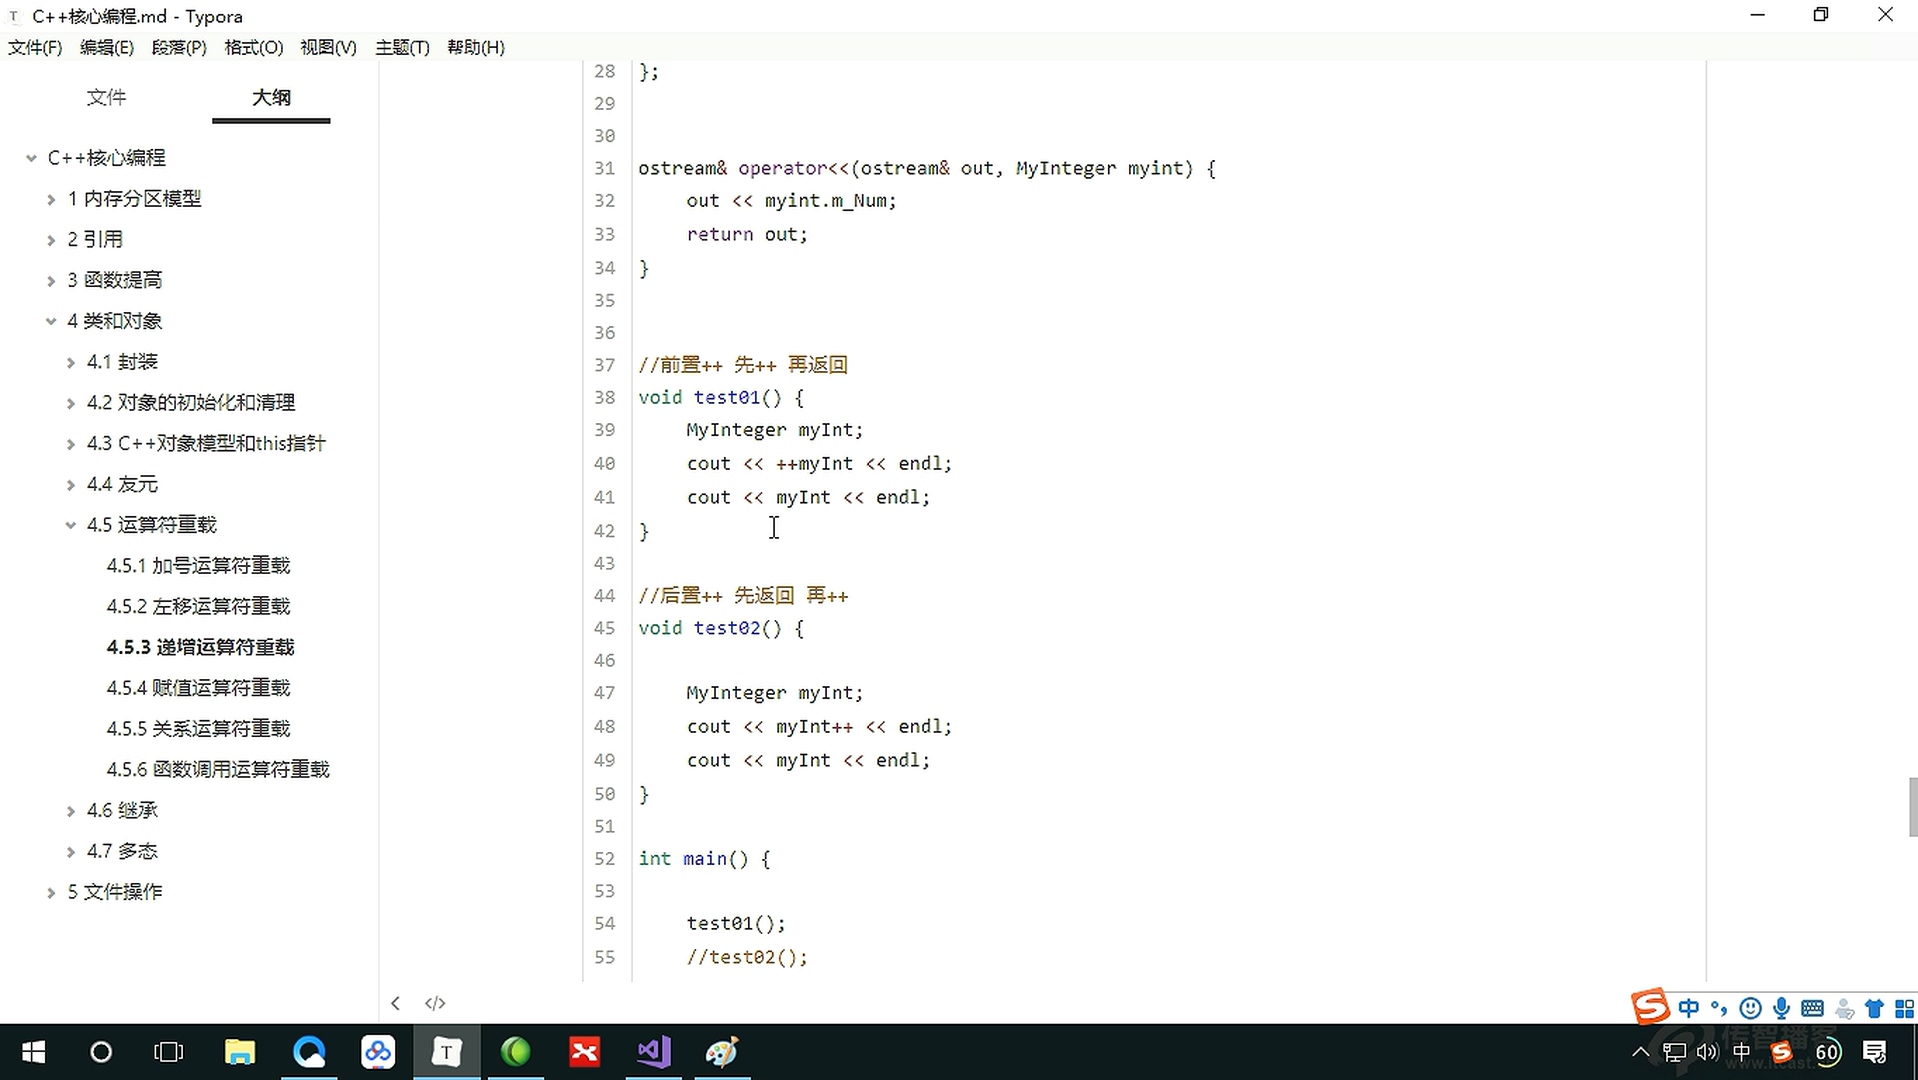 C++核心编程.md - Typora
文件(F) 编辑(E) 段落(P) 格式(O) 视图(V) 主题(T) 帮助(H)
文件 大纲
C++核心编程
1 内存分区模型
2 引用
3 函数提高
4 类和对象
4.1 封装
4.2 对象的初始化和清理
4.3 C++对象模型和this指针
4.4 友元
4.5 运算符重载
4.5.1 加号运算符重载
4.5.2 左移运算符重载
4.5.3 递增运算符重载
4.5.4 赋值运算符重载
4.5.5 关系运算符重载
4.5.6 函数调用运算符重载
4.6 继承
4.7 多态
5 文件操作
28 };
29
30
31 ostream& operator<<(ostream& out, MyInteger myint) {
32 out << myint.m_Num;
33 return out;
34 }
35
36
37 //前置++ 先++ 再返回
38 void test01() {
39 MyInteger myInt;
40 cout << ++myInt << endl;
41 cout << myInt << endl;
42 }
43
44 //后置++ 先返回 再++
45 void test02() {
46
47 MyInteger myInt;
48 cout << myInt++ << endl;
49 cout << myInt << endl;
50 }
51
52 int main() {
53
54 test01();
55 //test02();
中
中 60
传智播客